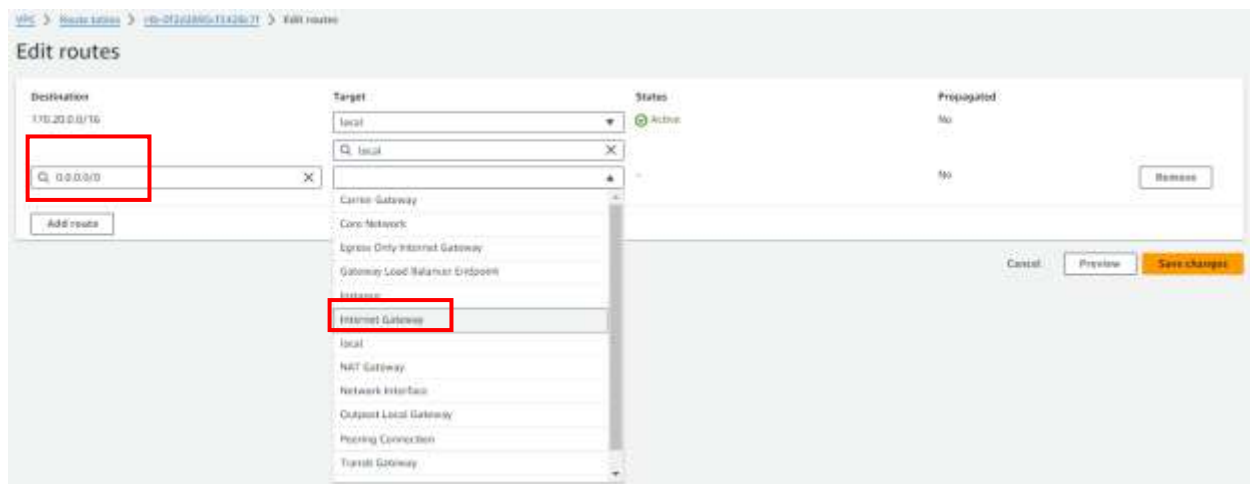 VPC > Route tables > > Edit routes
Edit routes
Destination Target Status Propagated
170.20.0.0/16 local Active No
local
0.0.0.0/0 - No Remove
Carrier Gateway
Add route
Core Network
Egress Only Internet Gateway
Gateway Load Balancer Endpoint
Cancel Preview Save changes
Instance
Internet Gateway
local
NAT Gateway
Network Interface
Outpost Local Gateway
Peering Connection
Transit Gateway